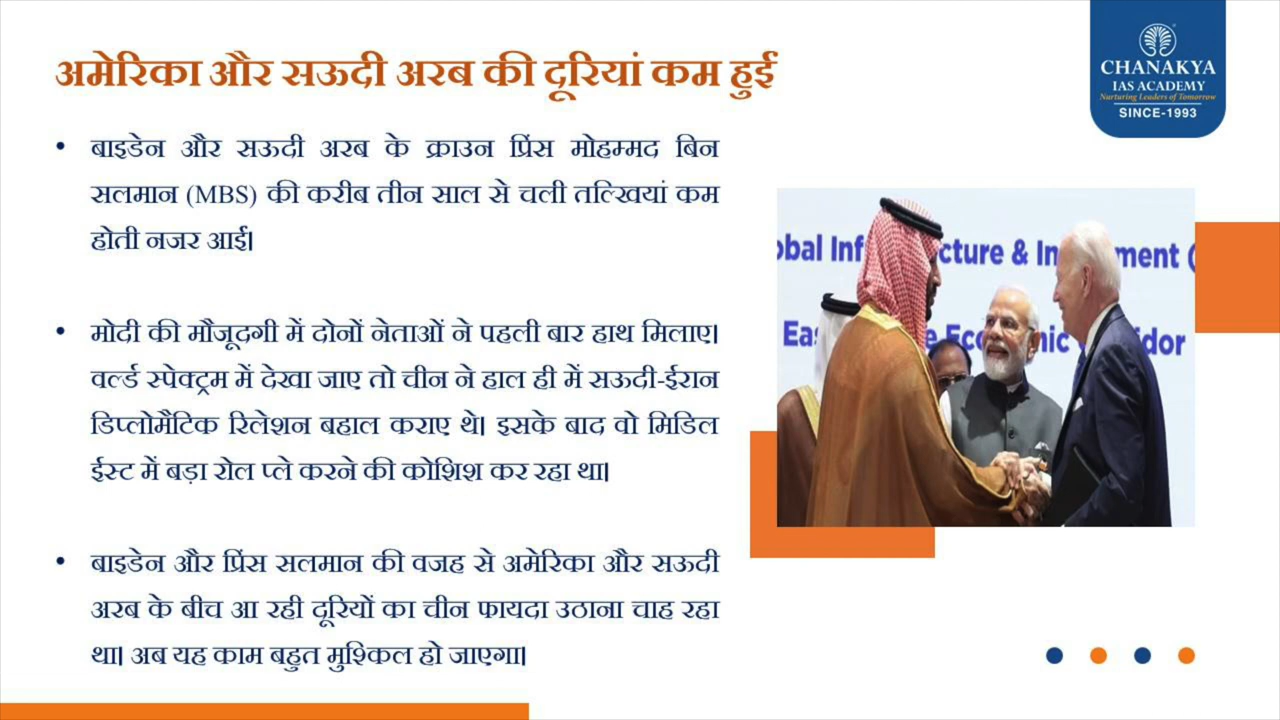 अमेरिका और सऊदी अरब की दूरियां कम हुई
CHANAKYA
IAS ACADEMY
Nurturing Leaders of Tomorrow
SINCE-1993
• बाइडेन और सऊदी अरब के क्राउन प्रिंस मोहम्मद बिन
सलमान (MBS) की करीब तीन साल से चली तल्खियां कम
होती नजर आईं।
• मोदी की मौजूदगी में दोनों नेताओं ने पहली बार हाथ मिलाए।
वर्ल्ड स्पेक्ट्रम में देखा जाए तो चीन ने हाल ही में सऊदी-ईरान
डिप्लोमैटिक रिलेशन बहाल कराए थे। इसके बाद वो मिडिल
ईस्ट में बड़ा रोल प्ले करने की कोशिश कर रहा था।
• बाइडेन और प्रिंस सलमान की वजह से अमेरिका और सऊदी
अरब के बीच आ रही दूरियों का चीन फायदा उठाना चाह रहा
था। अब यह काम बहुत मुश्किल हो जाएगा।
obal Inf cture & In ment (
Eas e Eco nic dor